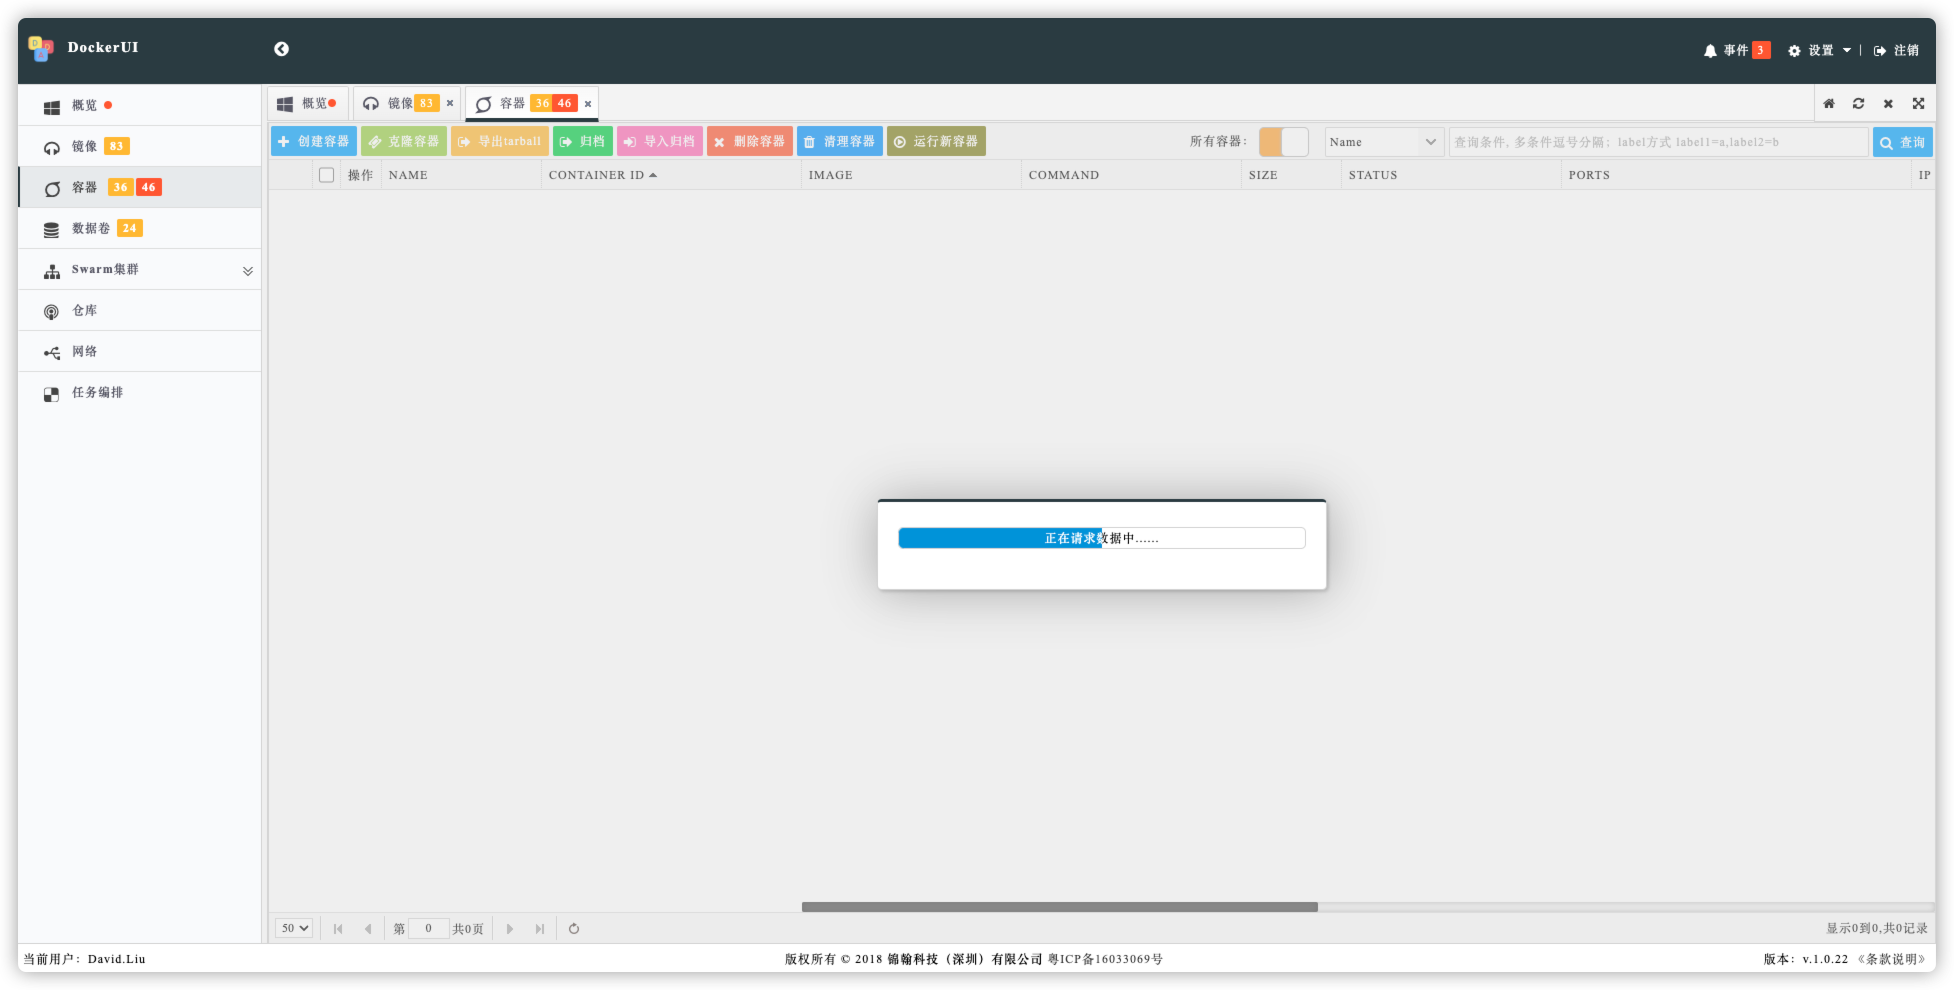 DockerUI
事件 3 设置 | 注销
概览
镜像 83
容器 36 46
数据卷 24
Swarm集群
仓库
网络
任务编排
概览 镜像 83 容器 36 46
创建容器 克隆容器 导出tarball 归档 导入归档 删除容器 清理容器 运行新容器 所有容器： Name 查询条件, 多条件逗号分隔；label方式 label1=a,label2=b 查询
操作 NAME CONTAINER ID IMAGE COMMAND SIZE STATUS PORTS IP
正在请求数据中......
50 第 0 共0页 显示0到0,共0记录
当前用户：David.Liu 版权所有 © 2018 锦翰科技（深圳）有限公司 粤ICP备16033069号 版本：v.1.0.22 《条款说明》